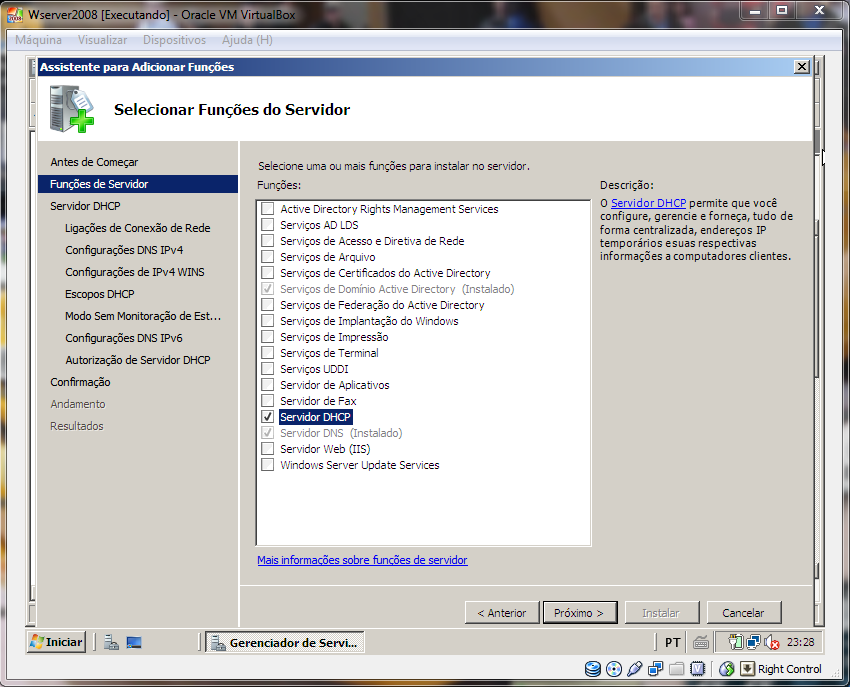 Wserver2008 [Executando] - Oracle VM VirtualBox
Máquina Visualizar Dispositivos Ajuda (H)
Assistente para Adicionar Funções
Selecionar Funções do Servidor
Antes de Começar
Funções de Servidor
Servidor DHCP
Ligações de Conexão de Rede
Configurações DNS IPv4
Configurações de IPv4 WINS
Escopos DHCP
Modo Sem Monitoração de Est...
Configurações DNS IPv6
Autorização de Servidor DHCP
Confirmação
Andamento
Resultados
Selecione uma ou mais funções para instalar no servidor.
Funções:
Active Directory Rights Management Services
Serviços AD LDS
Serviços de Acesso e Diretiva de Rede
Serviços de Arquivo
Serviços de Certificados do Active Directory
Serviços de Domínio Active Directory (Instalado)
Serviços de Federação do Active Directory
Serviços de Implantação do Windows
Serviços de Impressão
Serviços de Terminal
Serviços UDDI
Servidor de Aplicativos
Servidor de Fax
Servidor DHCP
Servidor DNS (Instalado)
Servidor Web (IIS)
Windows Server Update Services
Mais informações sobre funções de servidor
Descrição:
O Servidor DHCP permite que você
configure, gerencie e forneça, tudo de
forma centralizada, endereços IP
temporários e suas respectivas
informações a computadores clientes.
< Anterior
Próximo >
Instalar
Cancelar
Iniciar
Gerenciador de Servi...
PT
23:28
Right Control